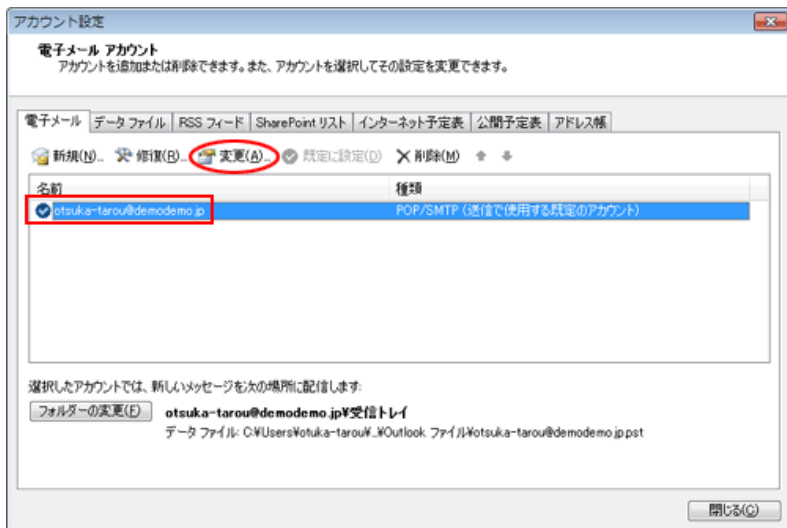 アカウント設定
電子メール アカウント
アカウントを追加または削除できます。また、アカウントを選択してその設定を変更できます。
電子メール データ ファイル RSS フィード SharePoint リスト インターネット予定表 公開予定表 アドレス帳
新規(N)... 修復(R)... 変更(A)... 既定に設定(D) 削除(M)
名前 種類
otsuka-tarou@demodemo.jp POP/SMTP (送信で使用する既定のアカウント)
選択したアカウントでは、新しいメッセージを次の場所に配信します:
フォルダーの変更(F) otsuka-tarou@demodemo.jp¥受信トレイ
データ ファイル: C:¥Users¥otuka-tarou¥...¥Outlook ファイル¥otsuka-tarou@demodemo.jp.pst
閉じる(C)